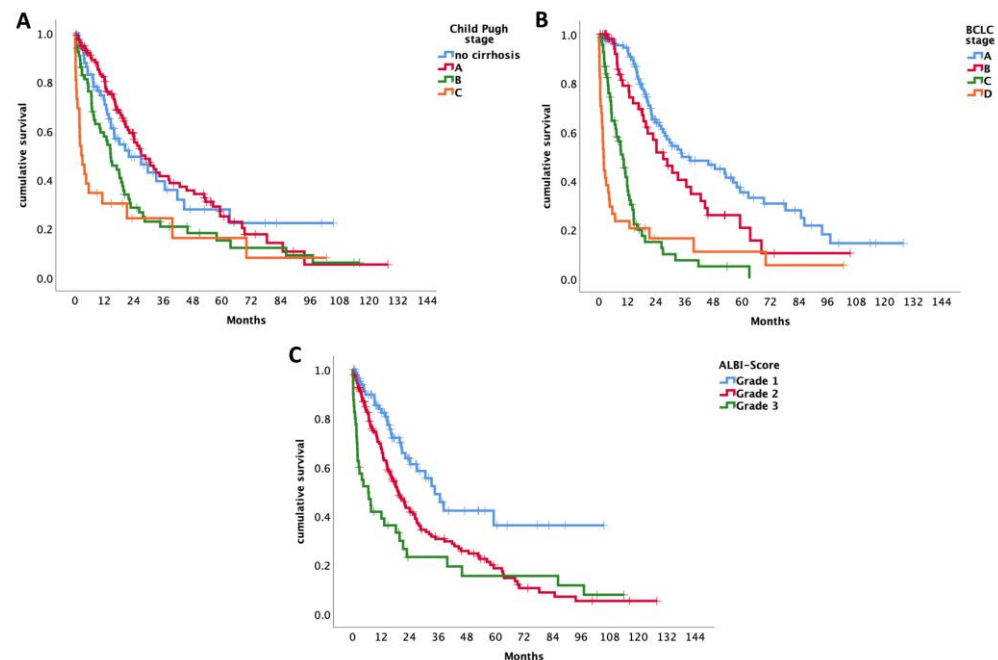 A
Child Pugh
stage
no cirrhosis
A
B
C
cumulative survival
1.0
0.8
0.6
0.4
0.2
0.0
0 12 24 36 48 60 72 84 96 108 120 132 144
Months
B
BCLC
stage
A
B
C
D
cumulative survival
1.0
0.8
0.6
0.4
0.2
0.0
0 12 24 36 48 60 72 84 96 108 120 132 144
Months
C
ALBI-Score
Grade 1
Grade 2
Grade 3
cumulative survival
1.0
0.8
0.6
0.4
0.2
0.0
0 12 24 36 48 60 72 84 96 108 120 132 144
Months